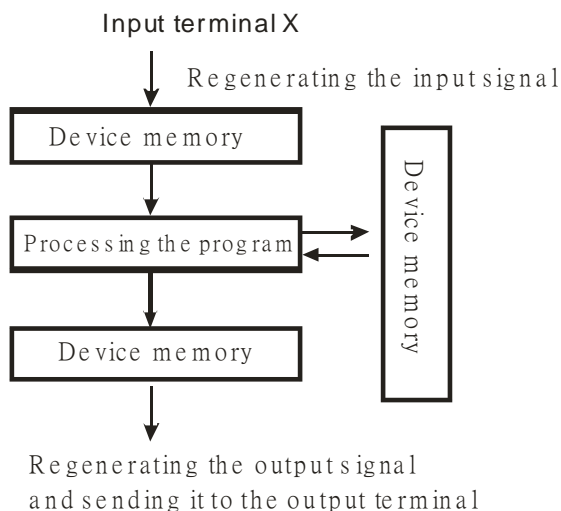 Input terminal X
Regenerating the input signal
Device memory
Device memory
Processing the program
Device memory
Regenerating the output signal
and sending it to the output terminal